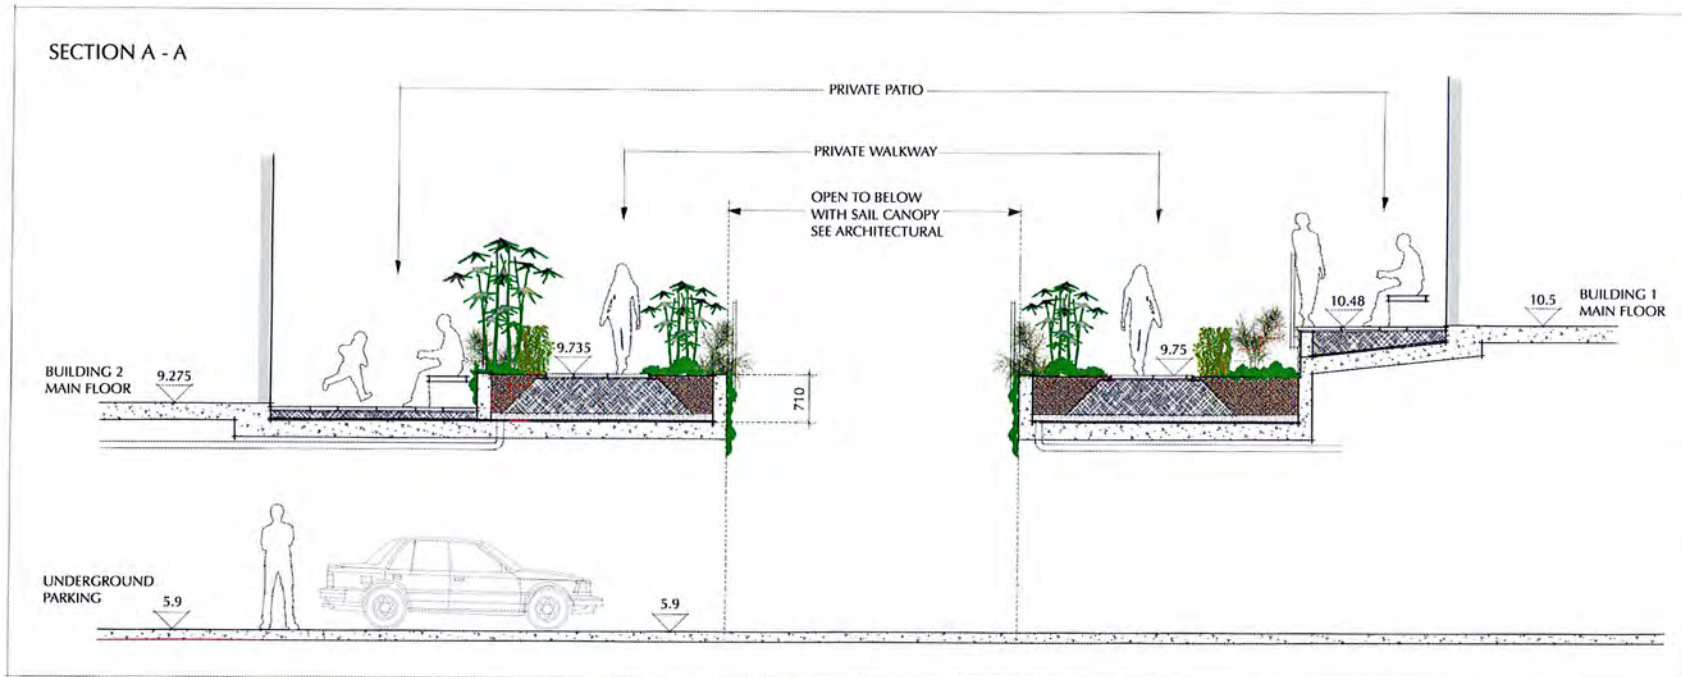 SECTION A - A
PRIVATE PATIO
PRIVATE WALKWAY
OPEN TO BELOW
WITH SAIL CANOPY
SEE ARCHITECTURAL
10.48
10.5
BUILDING 1
MAIN FLOOR
9.735
9.75
BUILDING 2
MAIN FLOOR
9.275
710
UNDERGROUND
PARKING
5.9
5.9